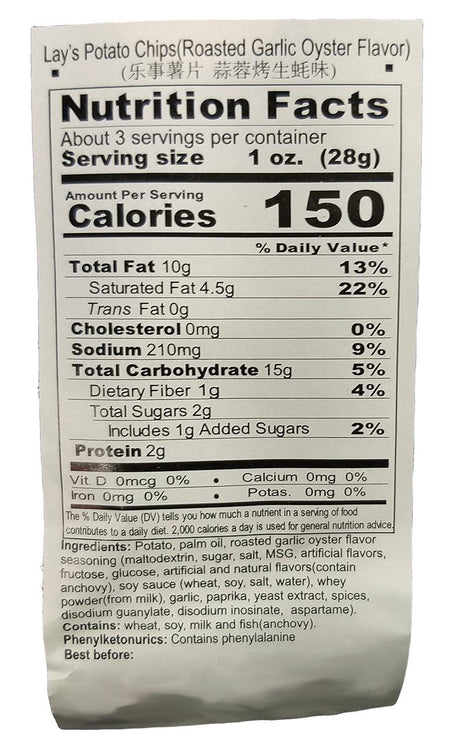 Lay's Potato Chips(Roasted Garlic Oyster Flavor)
(乐事薯片 蒜蓉烤生蚝味)
Nutrition Facts
About 3 servings per container
Serving size 1 oz. (28g)
Amount Per Serving
Calories 150
% Daily Value*
Total Fat 10g 13%
Saturated Fat 4.5g 22%
Trans Fat 0g
Cholesterol 0mg 0%
Sodium 210mg 9%
Total Carbohydrate 15g 5%
Dietary Fiber 1g 4%
Total Sugars 2g
Includes 1g Added Sugars 2%
Protein 2g
Vit. D 0mcg 0% • Calcium 0mg 0%
Iron 0mg 0% • Potas. 0mg 0%
The % Daily Value (DV) tells you how much a nutrient in a serving of food
contributes to a daily diet. 2,000 calories a day is used for general nutrition advice.
Ingredients: Potato, palm oil, roasted garlic oyster flavor
seasoning (maltodextrin, sugar, salt, MSG, artificial flavors,
fructose, glucose, artificial and natural flavors(contain
anchovy), soy sauce (wheat, soy, salt, water), whey
powder(from milk), garlic, paprika, yeast extract, spices,
disodium guanylate, disodium inosinate, aspartame).
Contains: wheat, soy, milk and fish(anchovy).
Phenylketonurics: Contains phenylalanine
Best before: